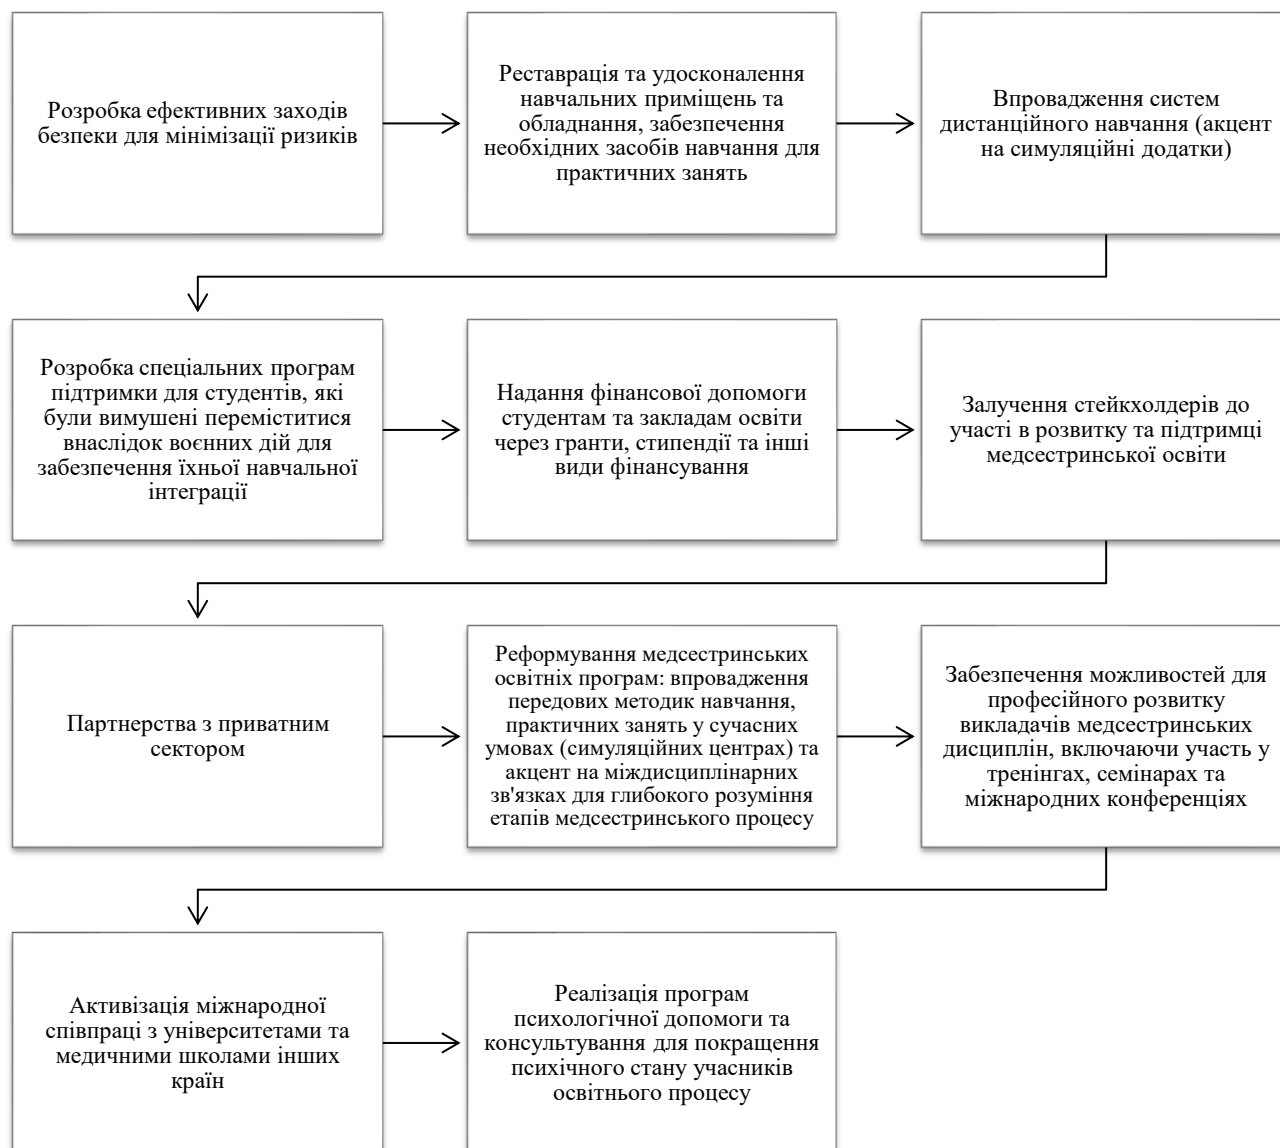 Розробка ефективних заходів
безпеки для мінімізації ризиків
Реставрація та удосконалення
навчальних приміщень та
обладнання, забезпечення
необхідних засобів навчання для
практичних занять
Впровадження систем
дистанційного навчання (акцент
на симуляційні додатки)
Розробка спеціальних програм
підтримки для студентів, які
були вимушені переміститися
внаслідок воєнних дій для
забезпечення їхньої навчальної
інтеграції
Надання фінансової допомоги
студентам та закладам освіти
через гранти, стипендії та інші
види фінансування
Залучення стейкхолдерів до
участі в розвитку та підтримці
медсестринської освіти
Партнерства з приватним
сектором
Реформування медсестринських
освітніх програм: впровадження
передових методик навчання,
практичних занять у сучасних
умовах (симуляційних центрах) та
акцент на міждисциплінарних
зв'язках для глибокого розуміння
етапів медсестринського процесу
Забезпечення можливостей для
професійного розвитку
викладачів медсестринських
дисциплін, включаючи участь у
тренінгах, семінарах та
міжнародних конференціях
Активізація міжнародної
співпраці з університетами та
медичними школами інших
країн
Реалізація програм
психологічної допомоги та
консультування для покращення
психічного стану учасників
освітнього процесу